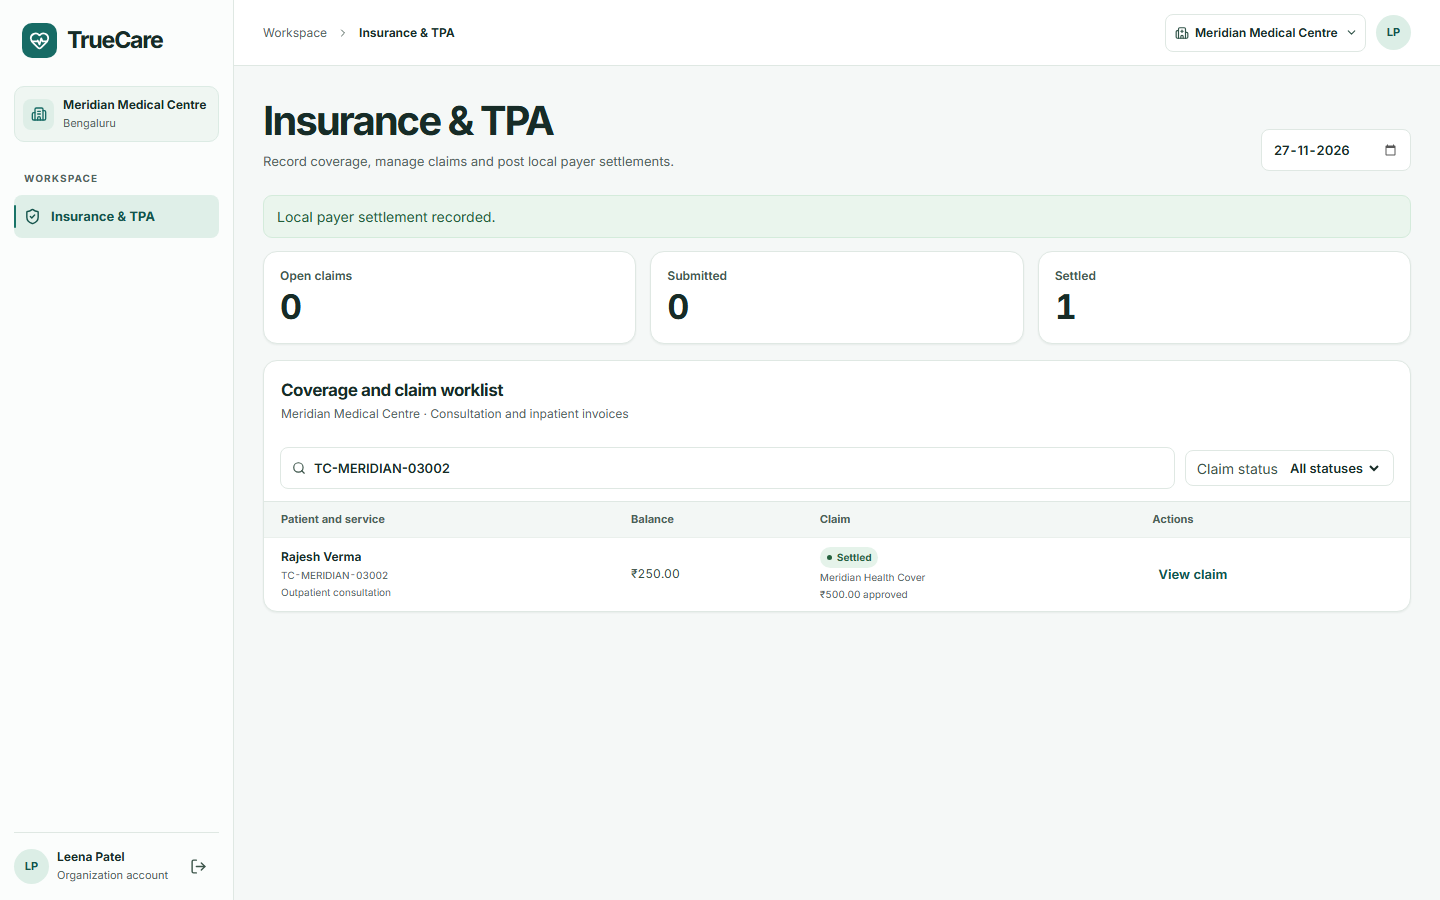 TrueCare
Meridian Medical Centre
Bengaluru
WORKSPACE
Insurance & TPA
Leena Patel
Organization account
LP
Workspace > Insurance & TPA
Meridian Medical Centre
LP
Insurance & TPA
Record coverage, manage claims and post local payer settlements.
27-11-2026
Local payer settlement recorded.
Open claims
0
Submitted
0
Settled
1
Coverage and claim worklist
Meridian Medical Centre · Consultation and inpatient invoices
TC-MERIDIAN-03002
Claim status All statuses
Patient and service Balance Claim Actions
Rajesh Verma
TC-MERIDIAN-03002
Outpatient consultation
₹250.00
Settled
Meridian Health Cover
₹500.00 approved
View claim